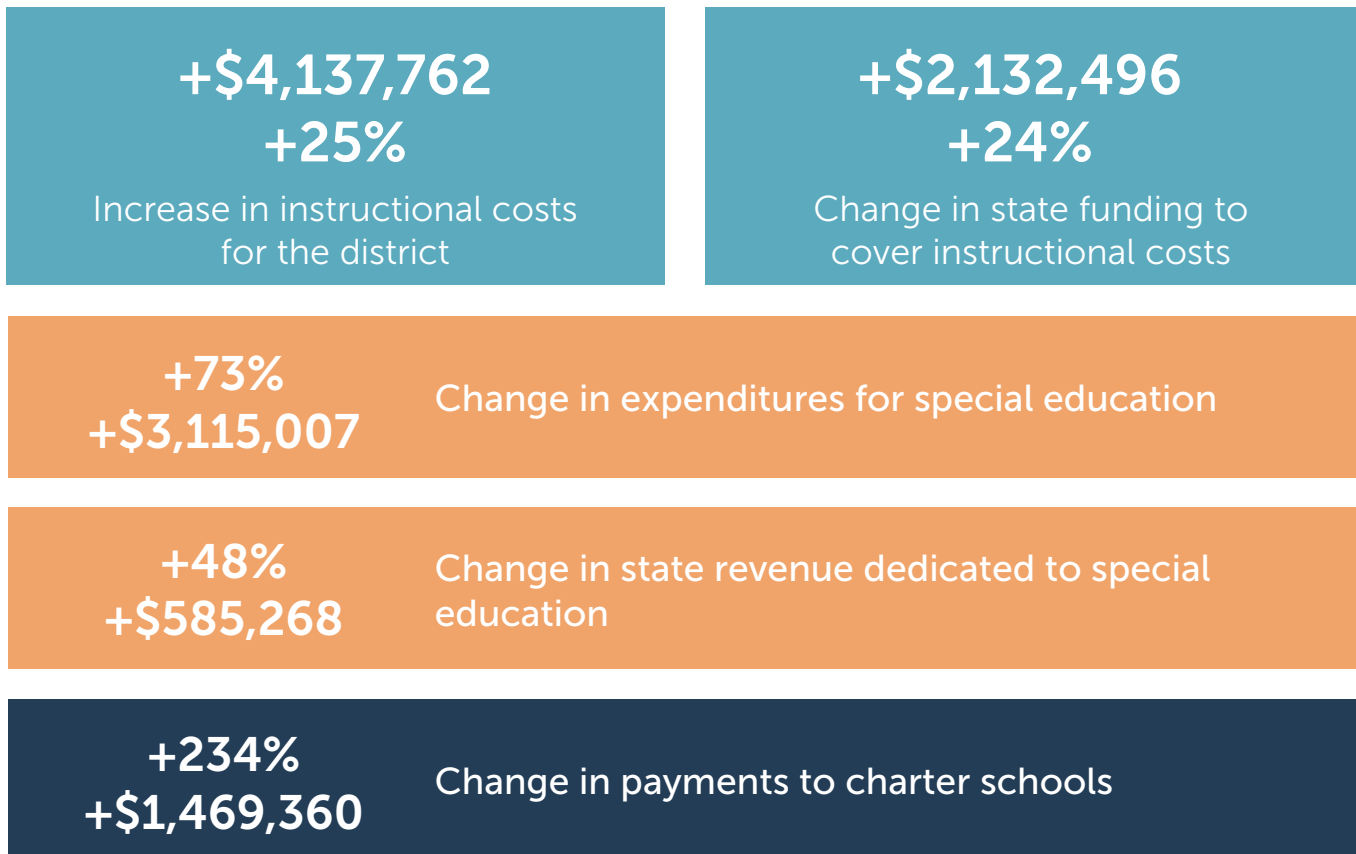 +$4,137,762
+25%
Increase in instructional costs
for the district
+$2,132,496
+24%
Change in state funding to
cover instructional costs
+73%
+$3,115,007
Change in expenditures for special education
+48%
+$585,268
Change in state revenue dedicated to special
education
+234%
+$1,469,360
Change in payments to charter schools